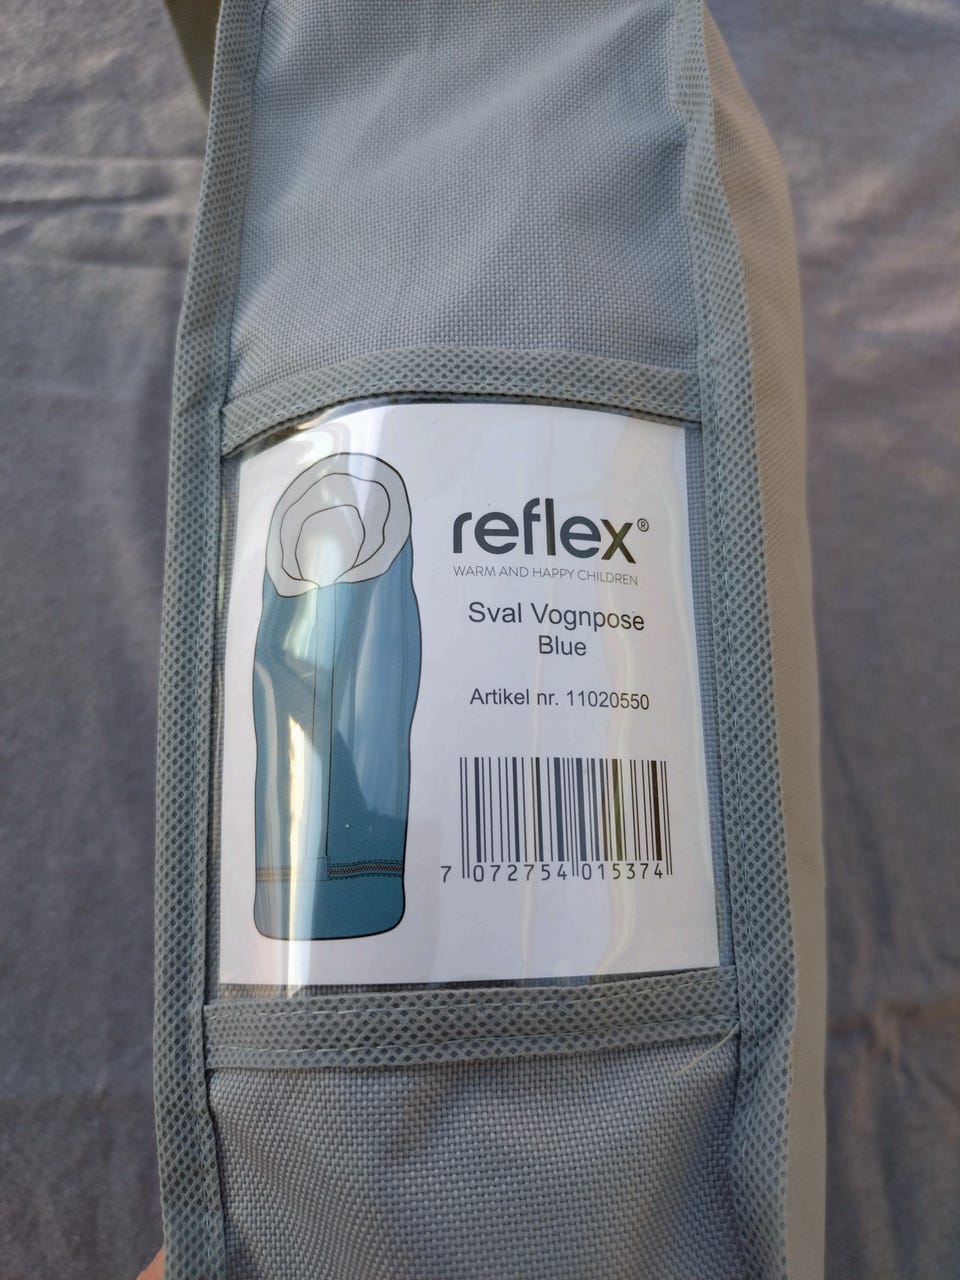 reflex®
WARM AND HAPPY CHILDREN
Sval Vognpose
Blue
Artikel nr. 11020550
7 072754 015374